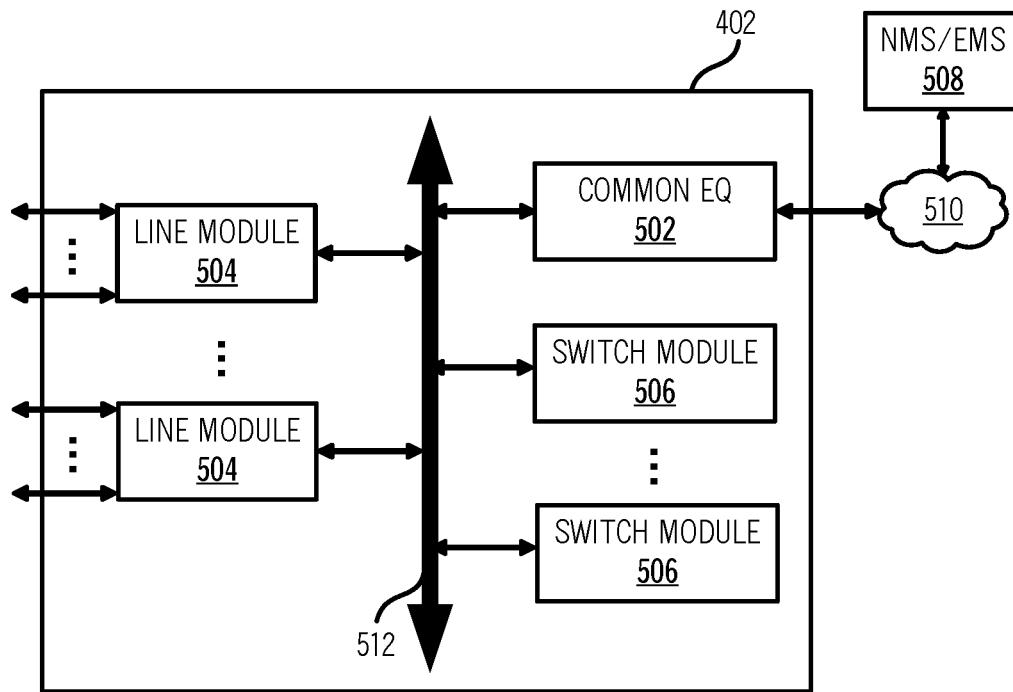 402
NMS/EMS
508
COMMON EQ
502
510
LINE MODULE
504
SWITCH MODULE
506
LINE MODULE
504
SWITCH MODULE
506
512